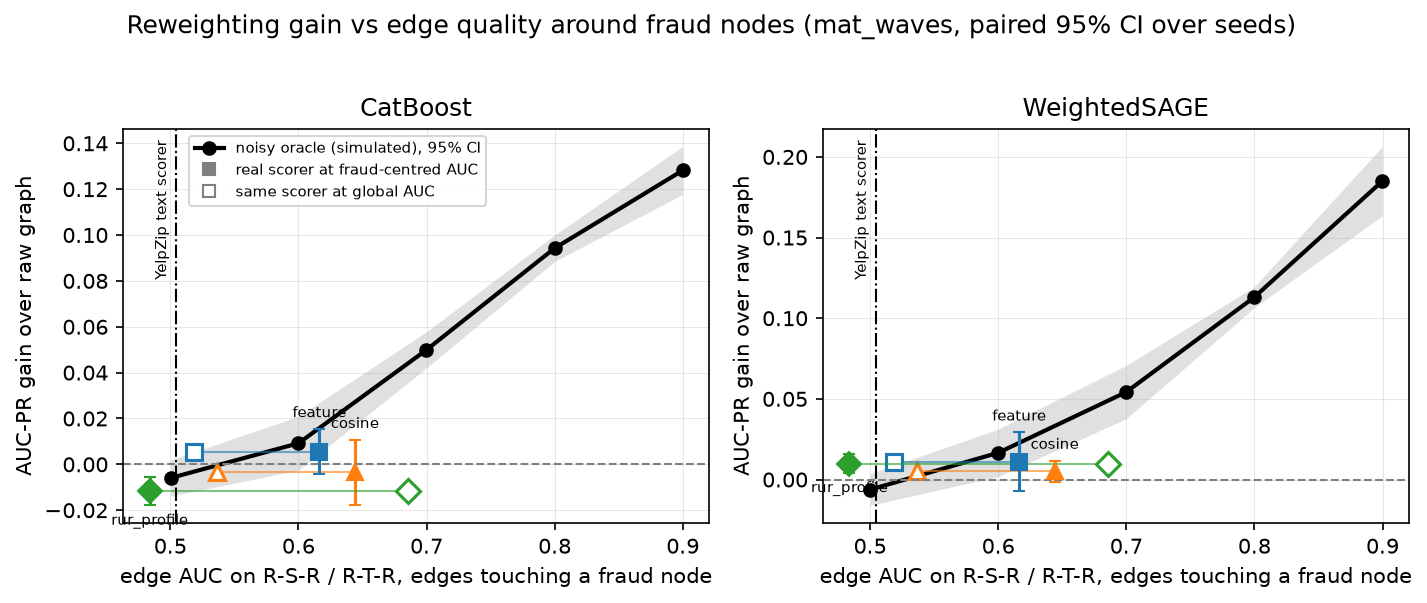 Reweighting gain vs edge quality around fraud nodes (mat_waves, paired 95% CI over seeds)
CatBoost
AUC-PR gain over raw graph
0.14
0.12
0.10
0.08
0.06
0.04
0.02
0.00
−0.02
YelpZip text scorer
noisy oracle (simulated), 95% CI
real scorer at fraud-centred AUC
same scorer at global AUC
feature
cosine
rur_profile
0.5 0.6 0.7 0.8 0.9
edge AUC on R-S-R / R-T-R, edges touching a fraud node
WeightedSAGE
AUC-PR gain over raw graph
0.20
0.15
0.10
0.05
0.00
YelpZip text scorer
feature
cosine
rur_profile
0.5 0.6 0.7 0.8 0.9
edge AUC on R-S-R / R-T-R, edges touching a fraud node